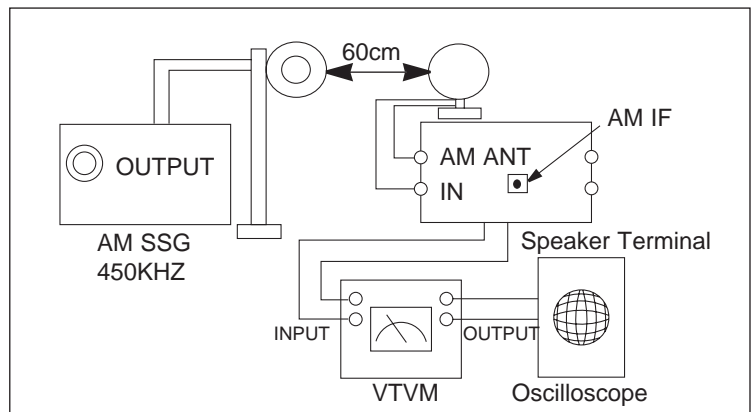 60cm
AM IF
OUTPUT
AM ANT
IN
AM SSG
450KHZ
Speaker Terminal
INPUT
OUTPUT
VTVM
Oscilloscope